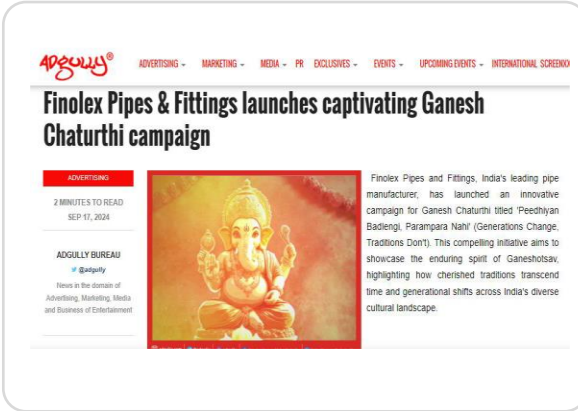 ADGULLY®
ADVERTISING MARKETING MEDIA PR EXCLUSIVES EVENTS UPCOMING EVENTS INTERNATIONAL SCREENXX
Finolex Pipes & Fittings launches captivating Ganesh
Chaturthi campaign
ADVERTISING
2 MINUTES TO READ
SEP 17, 2024
ADGULLY BUREAU
@adgully
News in the domain of
Advertising, Marketing, Media
and Business of Entertainment
Finolex Pipes and Fittings, India's leading pipe
manufacturer, has launched an innovative
campaign for Ganesh Chaturthi titled 'Peedhiyan
Badlengi, Parampara Nahi' (Generations Change,
Traditions Don't). This compelling initiative aims to
showcase the enduring spirit of Ganeshotsav,
highlighting how cherished traditions transcend
time and generational shifts across India's diverse
cultural landscape.